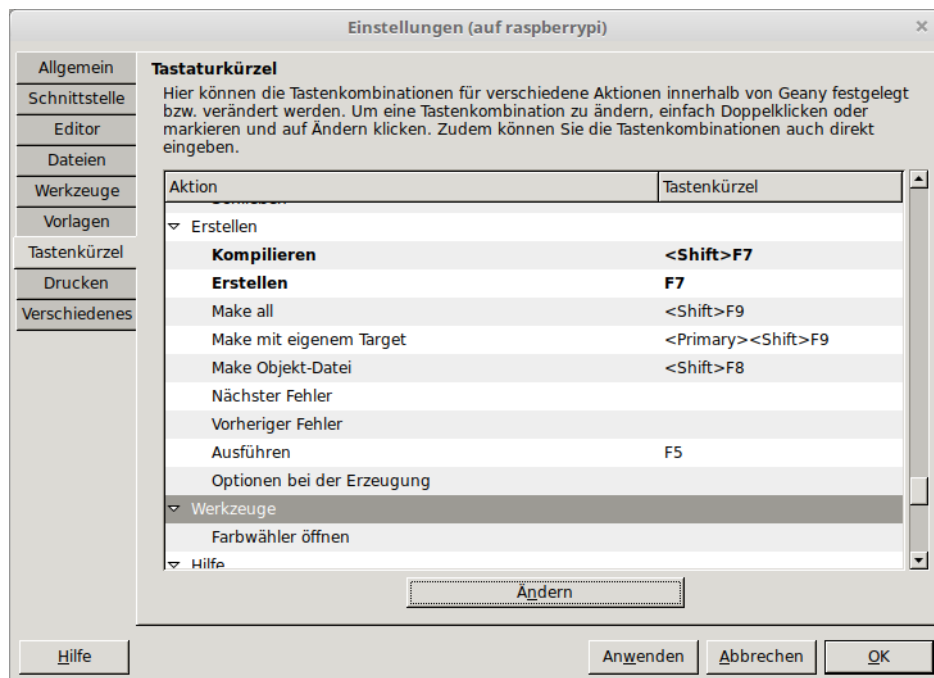 Einstellungen (auf raspberrypi)
×
Allgemein
Schnittstelle
Editor
Dateien
Werkzeuge
Vorlagen
Tastenkürzel
Drucken
Verschiedenes
Tastaturkürzel
Hier können die Tastenkombinationen für verschiedene Aktionen innerhalb von Geany festgelegt
bzw. verändert werden. Um eine Tastenkombination zu ändern, einfach Doppelklicken oder
markieren und auf Ändern klicken. Zudem können Sie die Tastenkombinationen auch direkt
eingeben.
Aktion Tastenkürzel
Erstellen
Kompilieren <Shift>F7
Erstellen F7
Make all <Shift>F9
Make mit eigenem Target <Primary><Shift>F9
Make Objekt-Datei <Shift>F8
Nächster Fehler
Vorheriger Fehler
Ausführen F5
Optionen bei der Erzeugung
Werkzeuge
Farbwähler öffnen
Hilfe
Ändern
Hilfe Anwenden Abbrechen OK